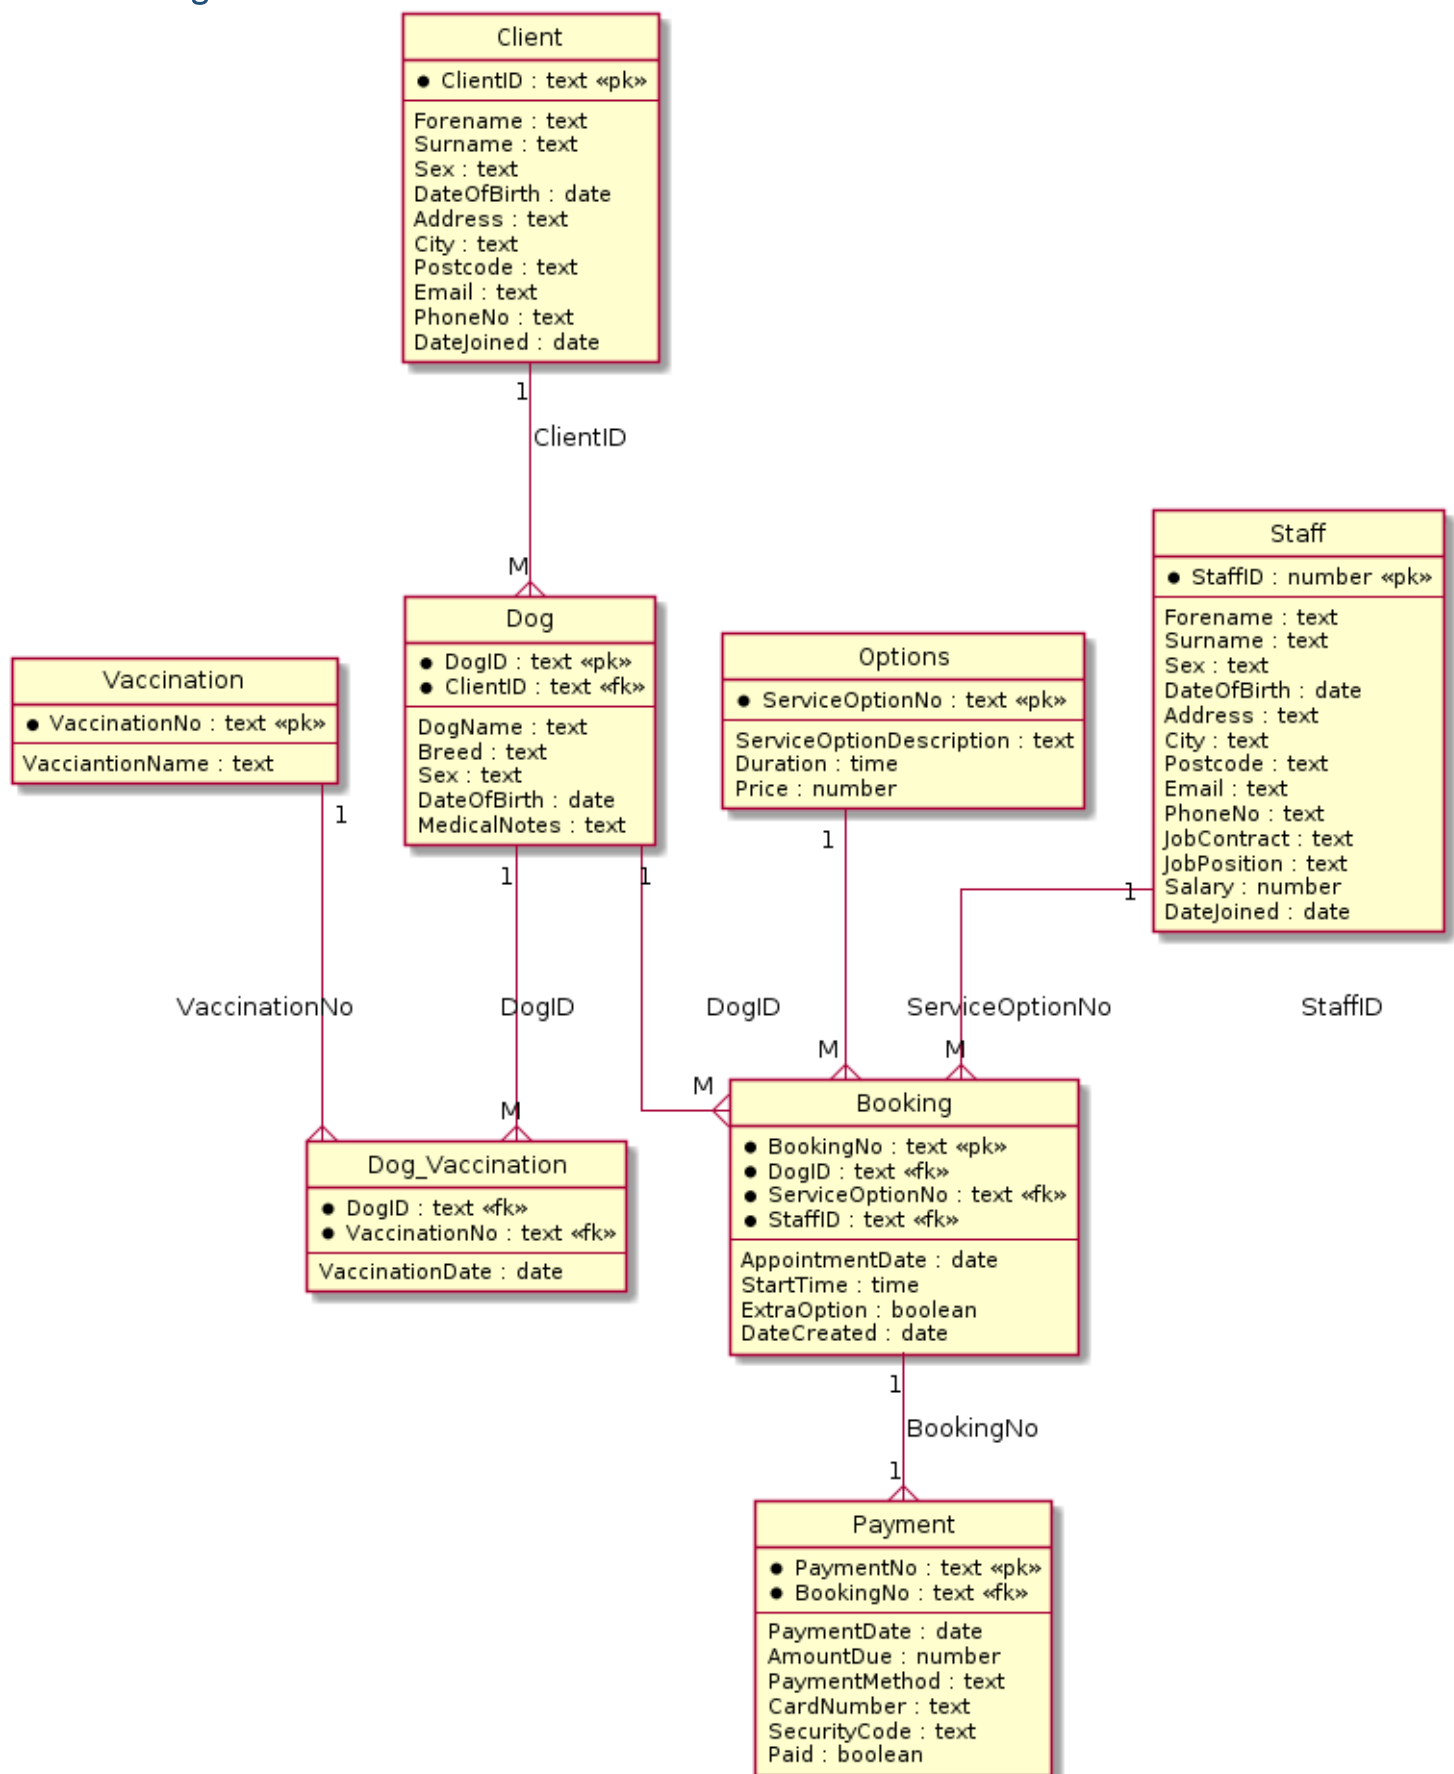 Client
ClientID : text «pk»
Forename : text
Surname : text
Sex : text
DateOfBirth : date
Address : text
City : text
Postcode : text
Email : text
PhoneNo : text
DateJoined : date
1
ClientID
M
Dog
DogID : text «pk»
ClientID : text «fk»
DogName : text
Breed : text
Sex : text
DateOfBirth : date
MedicalNotes : text
Vaccination
VaccinationNo : text «pk»
VacciantionName : text
Options
ServiceOptionNo : text «pk»
ServiceOptionDescription : text
Duration : time
Price : number
Staff
StaffID : number «pk»
Forename : text
Surname : text
Sex : text
DateOfBirth : date
Address : text
City : text
Postcode : text
Email : text
PhoneNo : text
JobContract : text
JobPosition : text
Salary : number
DateJoined : date
1
1
1
1
1
VaccinationNo
DogID
DogID
ServiceOptionNo
StaffID
M
M
M
M
Dog_Vaccination
DogID : text «fk»
VaccinationNo : text «fk»
VaccinationDate : date
Booking
BookingNo : text «pk»
DogID : text «fk»
ServiceOptionNo : text «fk»
StaffID : text «fk»
AppointmentDate : date
StartTime : time
ExtraOption : boolean
DateCreated : date
1
BookingNo
1
Payment
PaymentNo : text «pk»
BookingNo : text «fk»
PaymentDate : date
AmountDue : number
PaymentMethod : text
CardNumber : text
SecurityCode : text
Paid : boolean